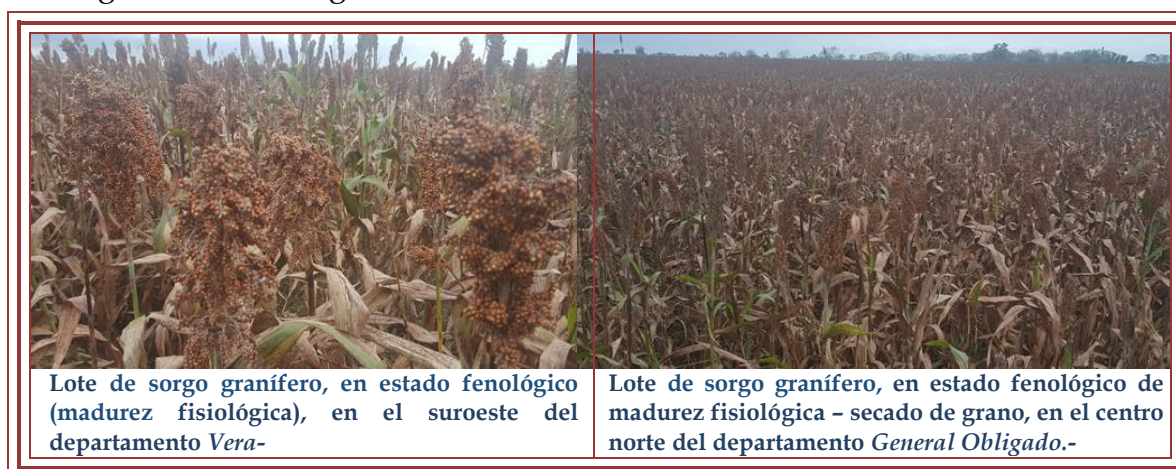 Lote de sorgo granífero, en estado fenológico
(madurez fisiológica), en el suroeste del
departamento Vera-
Lote de sorgo granífero, en estado fenológico de
madurez fisiológica – secado de grano, en el centro
norte del departamento General Obligado.-